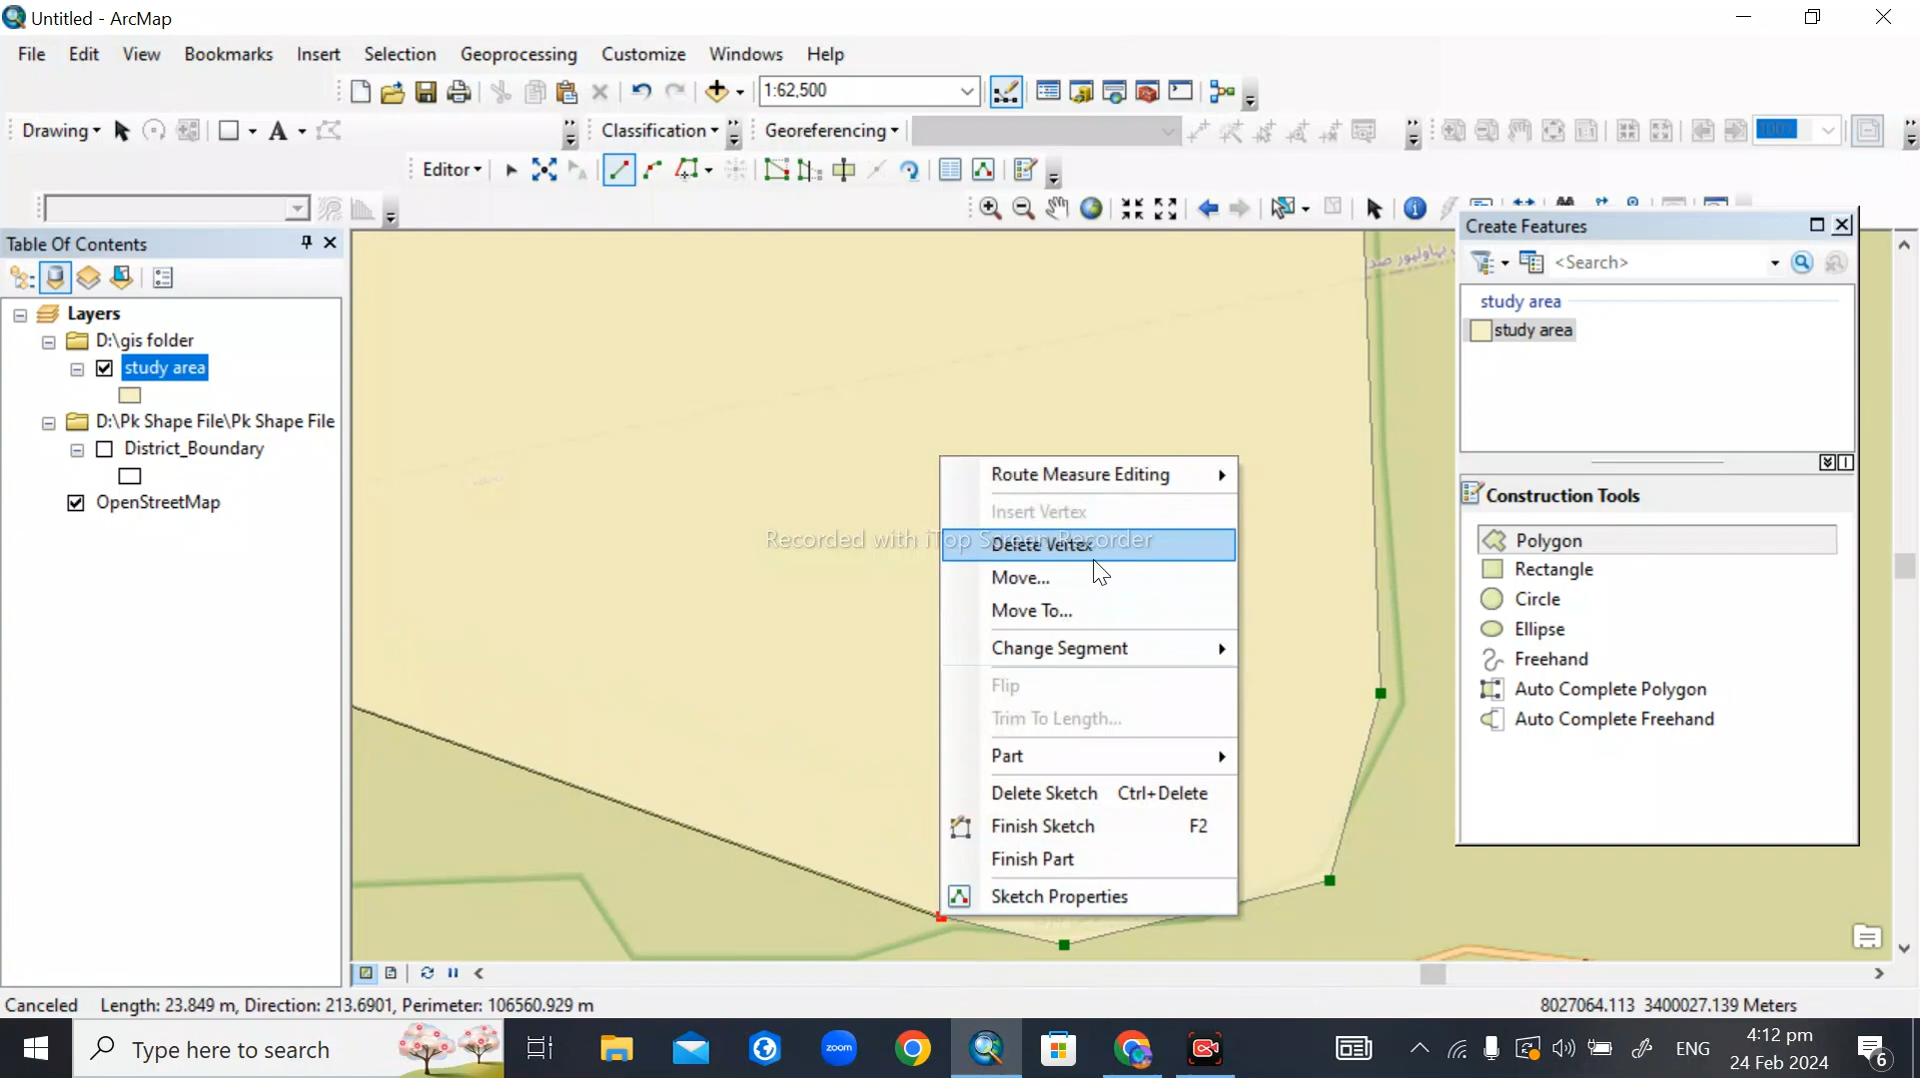 Untitled - ArcMap
File Edit View Bookmarks Insert Selection Geoprocessing Customize Windows Help
1:62,500
Drawing A Classification Georeferencing 100%
Editor
Table Of Contents
Create Features
<Search>
Layers
D:\gis folder
study area
D:\Pk Shape File\Pk Shape File
District_Boundary
OpenStreetMap
بہاولپور صدر
study area
study area
Construction Tools
Polygon
Rectangle
Circle
Ellipse
Freehand
Auto Complete Polygon
Auto Complete Freehand
Route Measure Editing
Insert Vertex
Recorded with iTop Screen Recorder
Delete Vertex
Move...
Move To...
Change Segment
Flip
Trim To Length...
Part
Delete Sketch Ctrl+Delete
Finish Sketch F2
Finish Part
Sketch Properties
Canceled Length: 23.849 m, Direction: 213.6901, Perimeter: 106560.929 m
8027064.113 3400027.139 Meters
Type here to search
zoom
ENG
4:12 pm
24 Feb 2024
6